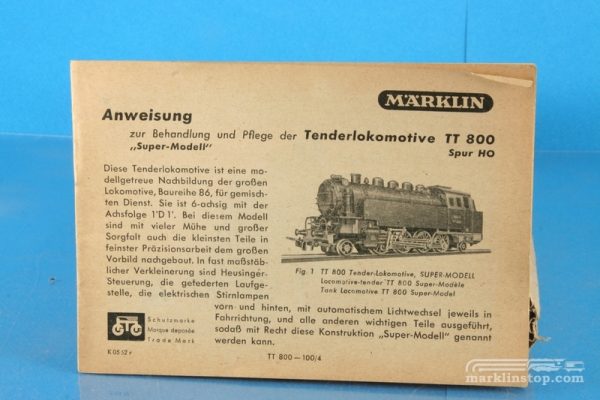 MÄRKLIN
Anweisung
zur Behandlung und Pflege der Tenderlokomotive TT 800
„Super-Modell" Spur HO
Diese Tenderlokomotive ist eine mo-
dellgetreue Nachbildung der großen
Lokomotive, Baureihe 86, für gemisch-
ten Dienst. Sie ist 6-achsig mit der
Achsfolge 1'D 1'. Bei diesem Modell
sind mit vieler Mühe und großer
Sorgfalt auch die kleinsten Teile in
feinster Präzisionsarbeit dem großen
Vorbild nachgebaut. In fast maßstäb-
licher Verkleinerung sind Heusinger-
Steuerung, die gefederten Laufge-
stelle, die elektrischen Stirnlampen
vorn und hinten, mit automatischem Lichtwechsel jeweils in
Fahrrichtung, und alle anderen wichtigen Teile ausgeführt,
sodaß mit Recht diese Konstruktion „Super-Modell" genannt
werden kann.
Fig. 1 TT 800 Tender-Lokomotive, SUPER-MODELL
Locomotive-tender TT 800 Super-Modèle
Tank Locomotive TT 800 Super-Model
Schutzmarke
Marque deposée
Trade Mark
K 05 52 r
TT 800 — 100/4
marklinstop.com